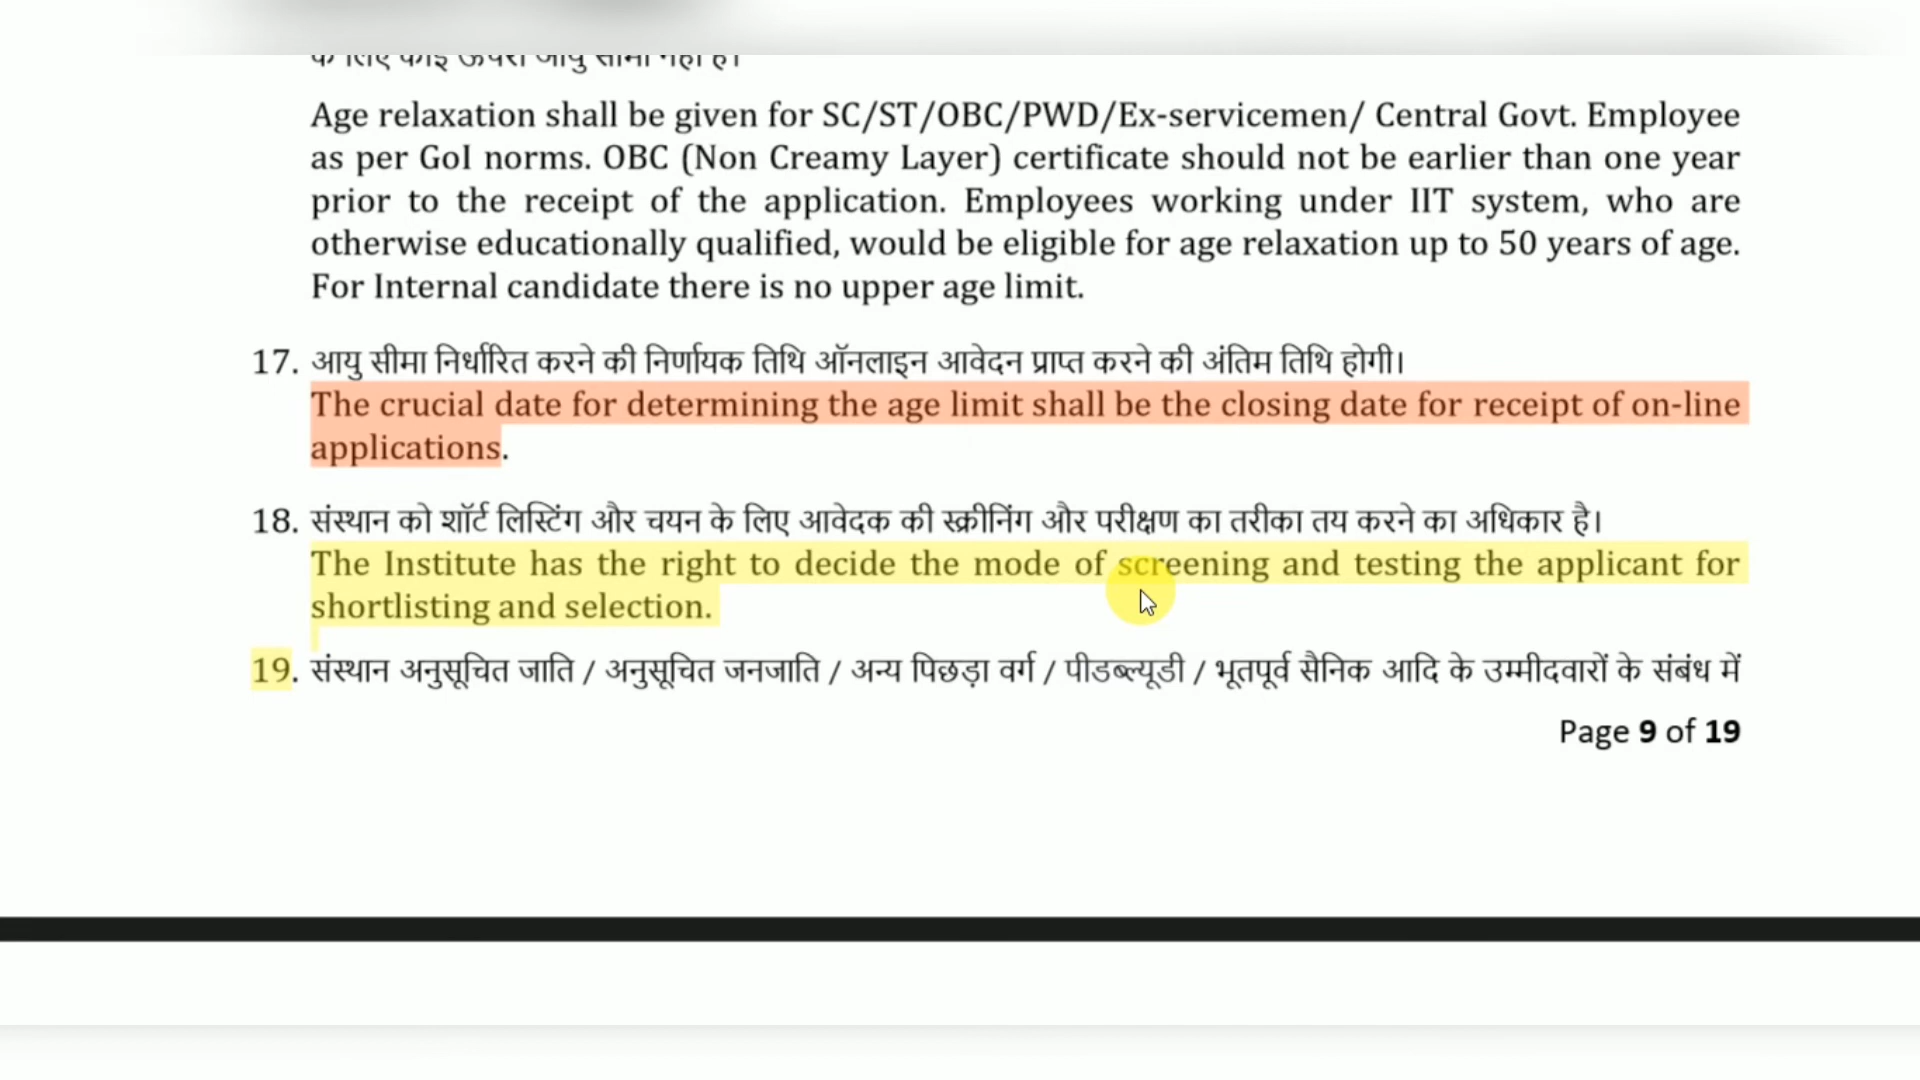 के लिए कोई ऊपरी आयु सीमा नहीं है।
Age relaxation shall be given for SC/ST/OBC/PWD/Ex-servicemen/ Central Govt. Employee
as per GoI norms. OBC (Non Creamy Layer) certificate should not be earlier than one year
prior to the receipt of the application. Employees working under IIT system, who are
otherwise educationally qualified, would be eligible for age relaxation up to 50 years of age.
For Internal candidate there is no upper age limit.
17. आयु सीमा निर्धारित करने की निर्णायक तिथि ऑनलाइन आवेदन प्राप्त करने की अंतिम तिथि होगी।
The crucial date for determining the age limit shall be the closing date for receipt of on-line
applications.
18. संस्थान को शॉर्ट लिस्टिंग और चयन के लिए आवेदक की स्क्रीनिंग और परीक्षण का तरीका तय करने का अधिकार है।
The Institute has the right to decide the mode of screening and testing the applicant for
shortlisting and selection.
19. संस्थान अनुसूचित जाति / अनुसूचित जनजाति / अन्य पिछड़ा वर्ग / पीडब्ल्यूडी / भूतपूर्व सैनिक आदि के उम्मीदवारों के संबंध में
Page 9 of 19